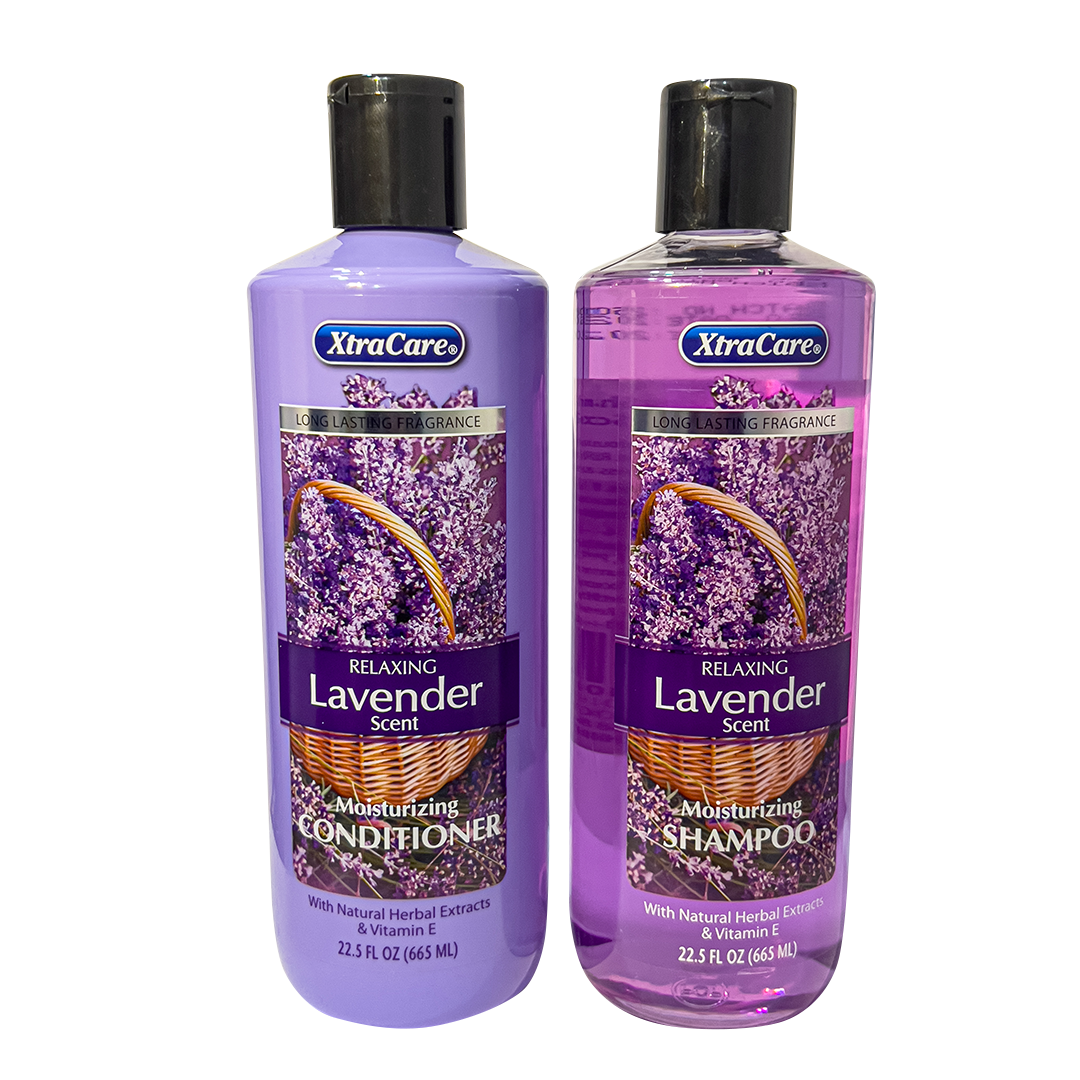 XtraCare®
LONG LASTING FRAGRANCE
RELAXING
Lavender
Scent
Moisturizing
CONDITIONER
With Natural Herbal Extracts
& Vitamin E
22.5 FL OZ (665 ML)
XtraCare®
LONG LASTING FRAGRANCE
RELAXING
Lavender
Scent
Moisturizing
SHAMPOO
With Natural Herbal Extracts
& Vitamin E
22.5 FL OZ (665 ML)